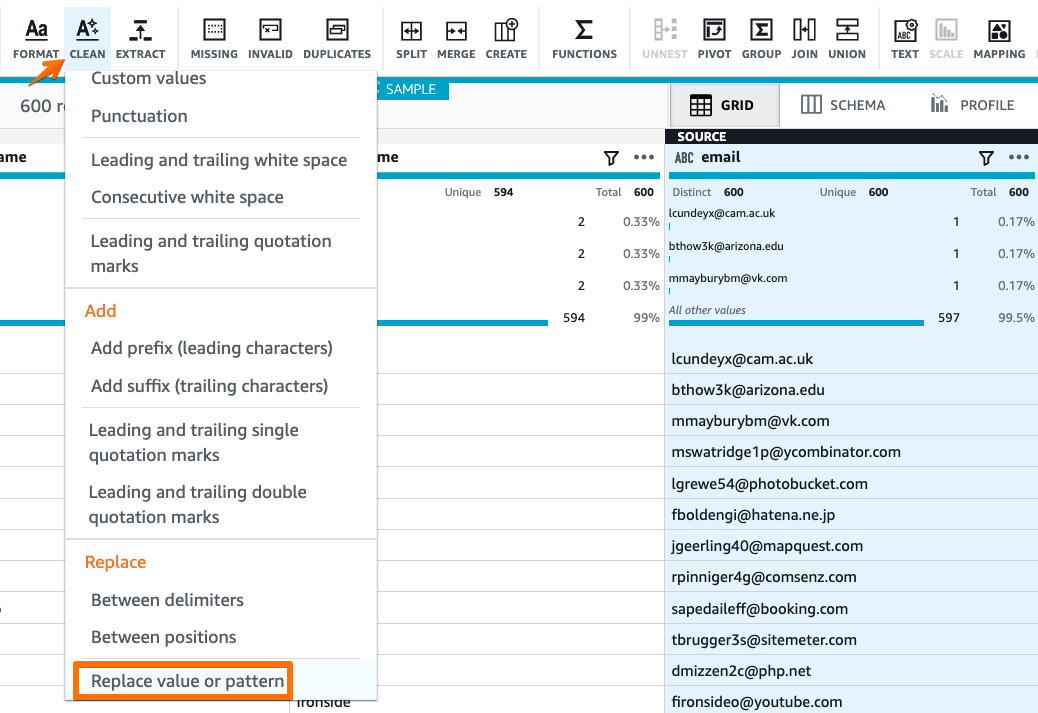 FORMAT CLEAN EXTRACT MISSING INVALID DUPLICATES SPLIT MERGE CREATE FUNCTIONS UNNEST PIVOT GROUP JOIN UNION TEXT SCALE MAPPING
600 SAMPLE GRID SCHEMA PROFILE
Custom values
Punctuation
Leading and trailing white space
Consecutive white space
Leading and trailing quotation
marks
Add
Add prefix (leading characters)
Add suffix (trailing characters)
Leading and trailing single
quotation marks
Leading and trailing double
quotation marks
Replace
Between delimiters
Between positions
Replace value or pattern
ame
me
Unique 594 Total 600
2 0.33%
2 0.33%
2 0.33%
594 99%
ironside
SOURCE
ABC email
Distinct 600 Unique 600 Total 600
lcundeyx@cam.ac.uk 1 0.17%
bthow3k@arizona.edu 1 0.17%
mmayburybm@vk.com 1 0.17%
All other values 597 99.5%
lcundeyx@cam.ac.uk
bthow3k@arizona.edu
mmayburybm@vk.com
mswatridge1p@ycombinator.com
lgrewe54@photobucket.com
fboldengi@hatena.ne.jp
jgeerling40@mapquest.com
rpinniger4g@comsenz.com
sapedaileff@booking.com
tbrugger3s@sitemeter.com
dmizzen2c@php.net
fironsideo@youtube.com